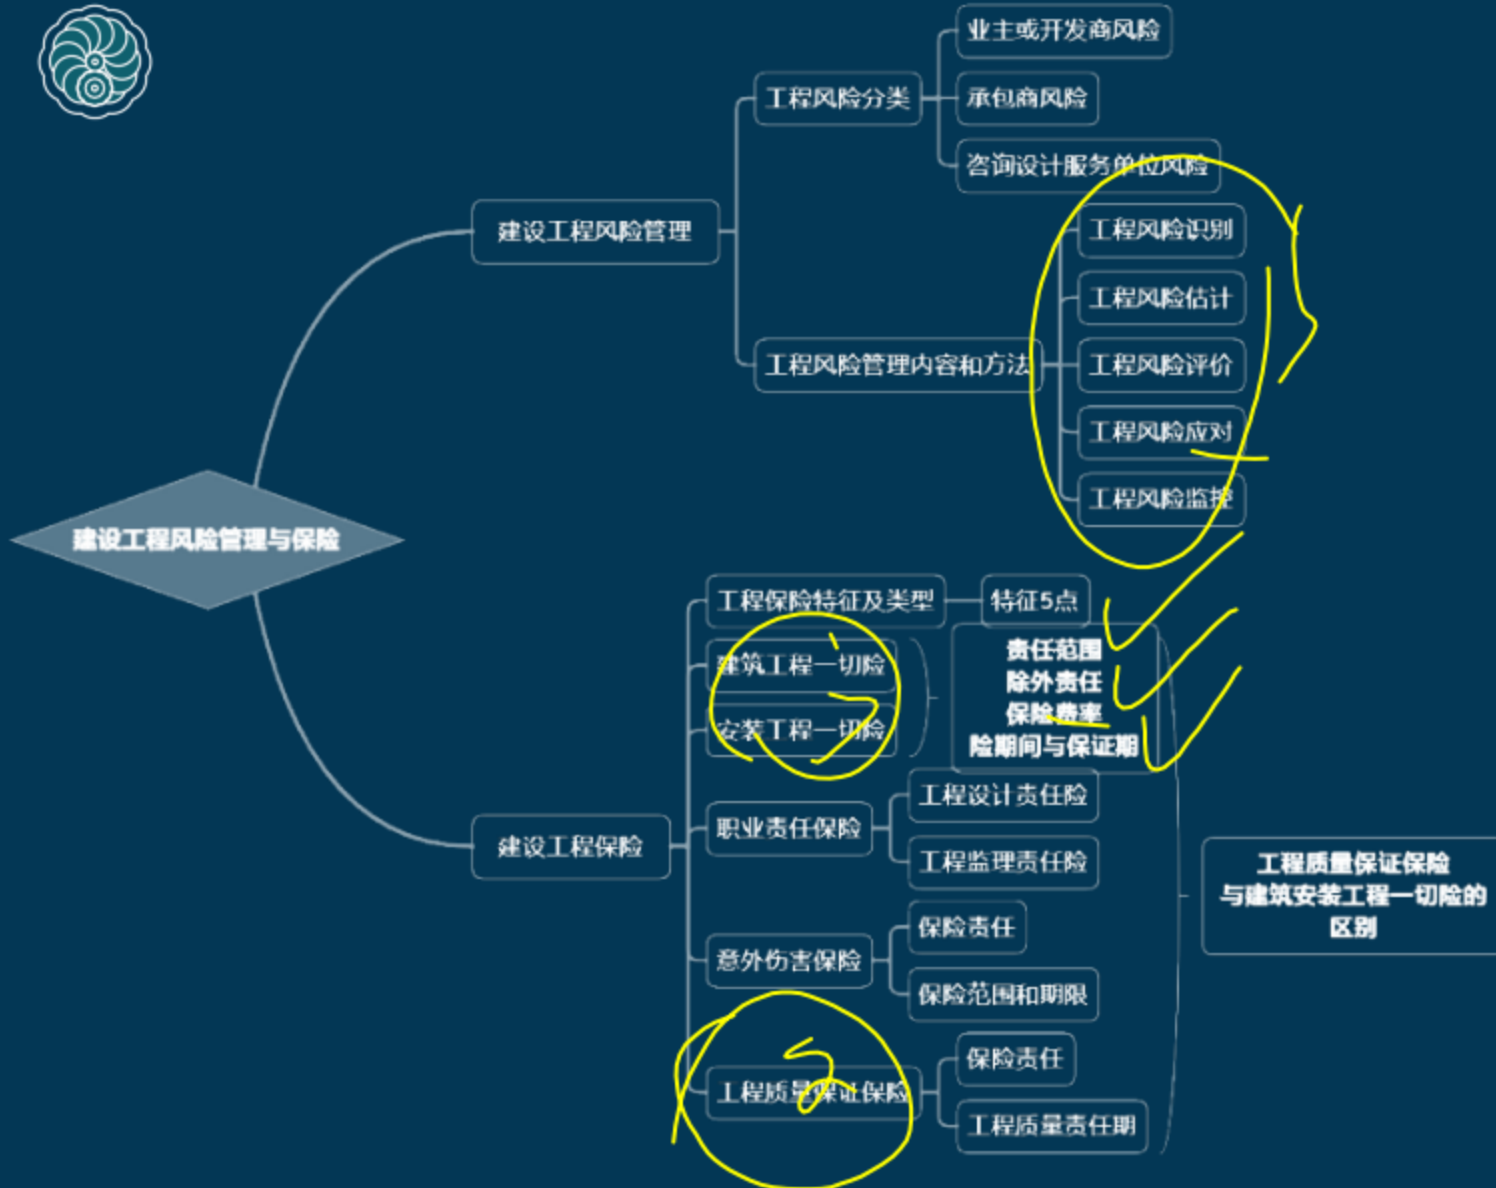 业主或开发商风险
工程风险分类
承包商风险
咨询设计服务单位风险
建设工程风险管理
工程风险识别
工程风险估计
工程风险管理内容和方法
工程风险评价
工程风险应对
工程风险监控
建设工程风险管理与保险
工程保险特征及类型
特征5点
建筑工程一切险
安装工程一切险
责任范围
除外责任
保险费率
险期间与保证期
建设工程保险
职业责任保险
工程设计责任险
工程监理责任险
工程质量保证保险
与建筑安装工程一切险的
区别
意外伤害保险
保险责任
保险范围和期限
工程质量保证保险
保险责任
工程质量责任期